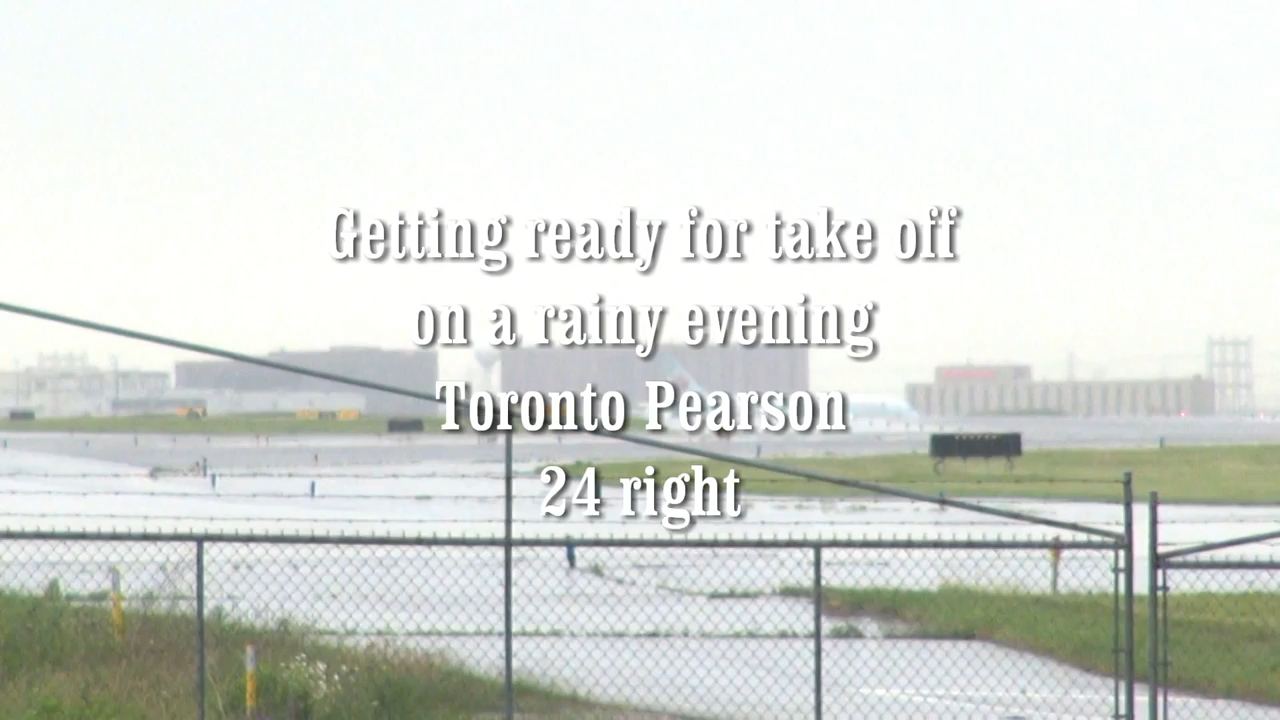 Getting ready for take off
on a rainy evening
Toronto Pearson
24 right